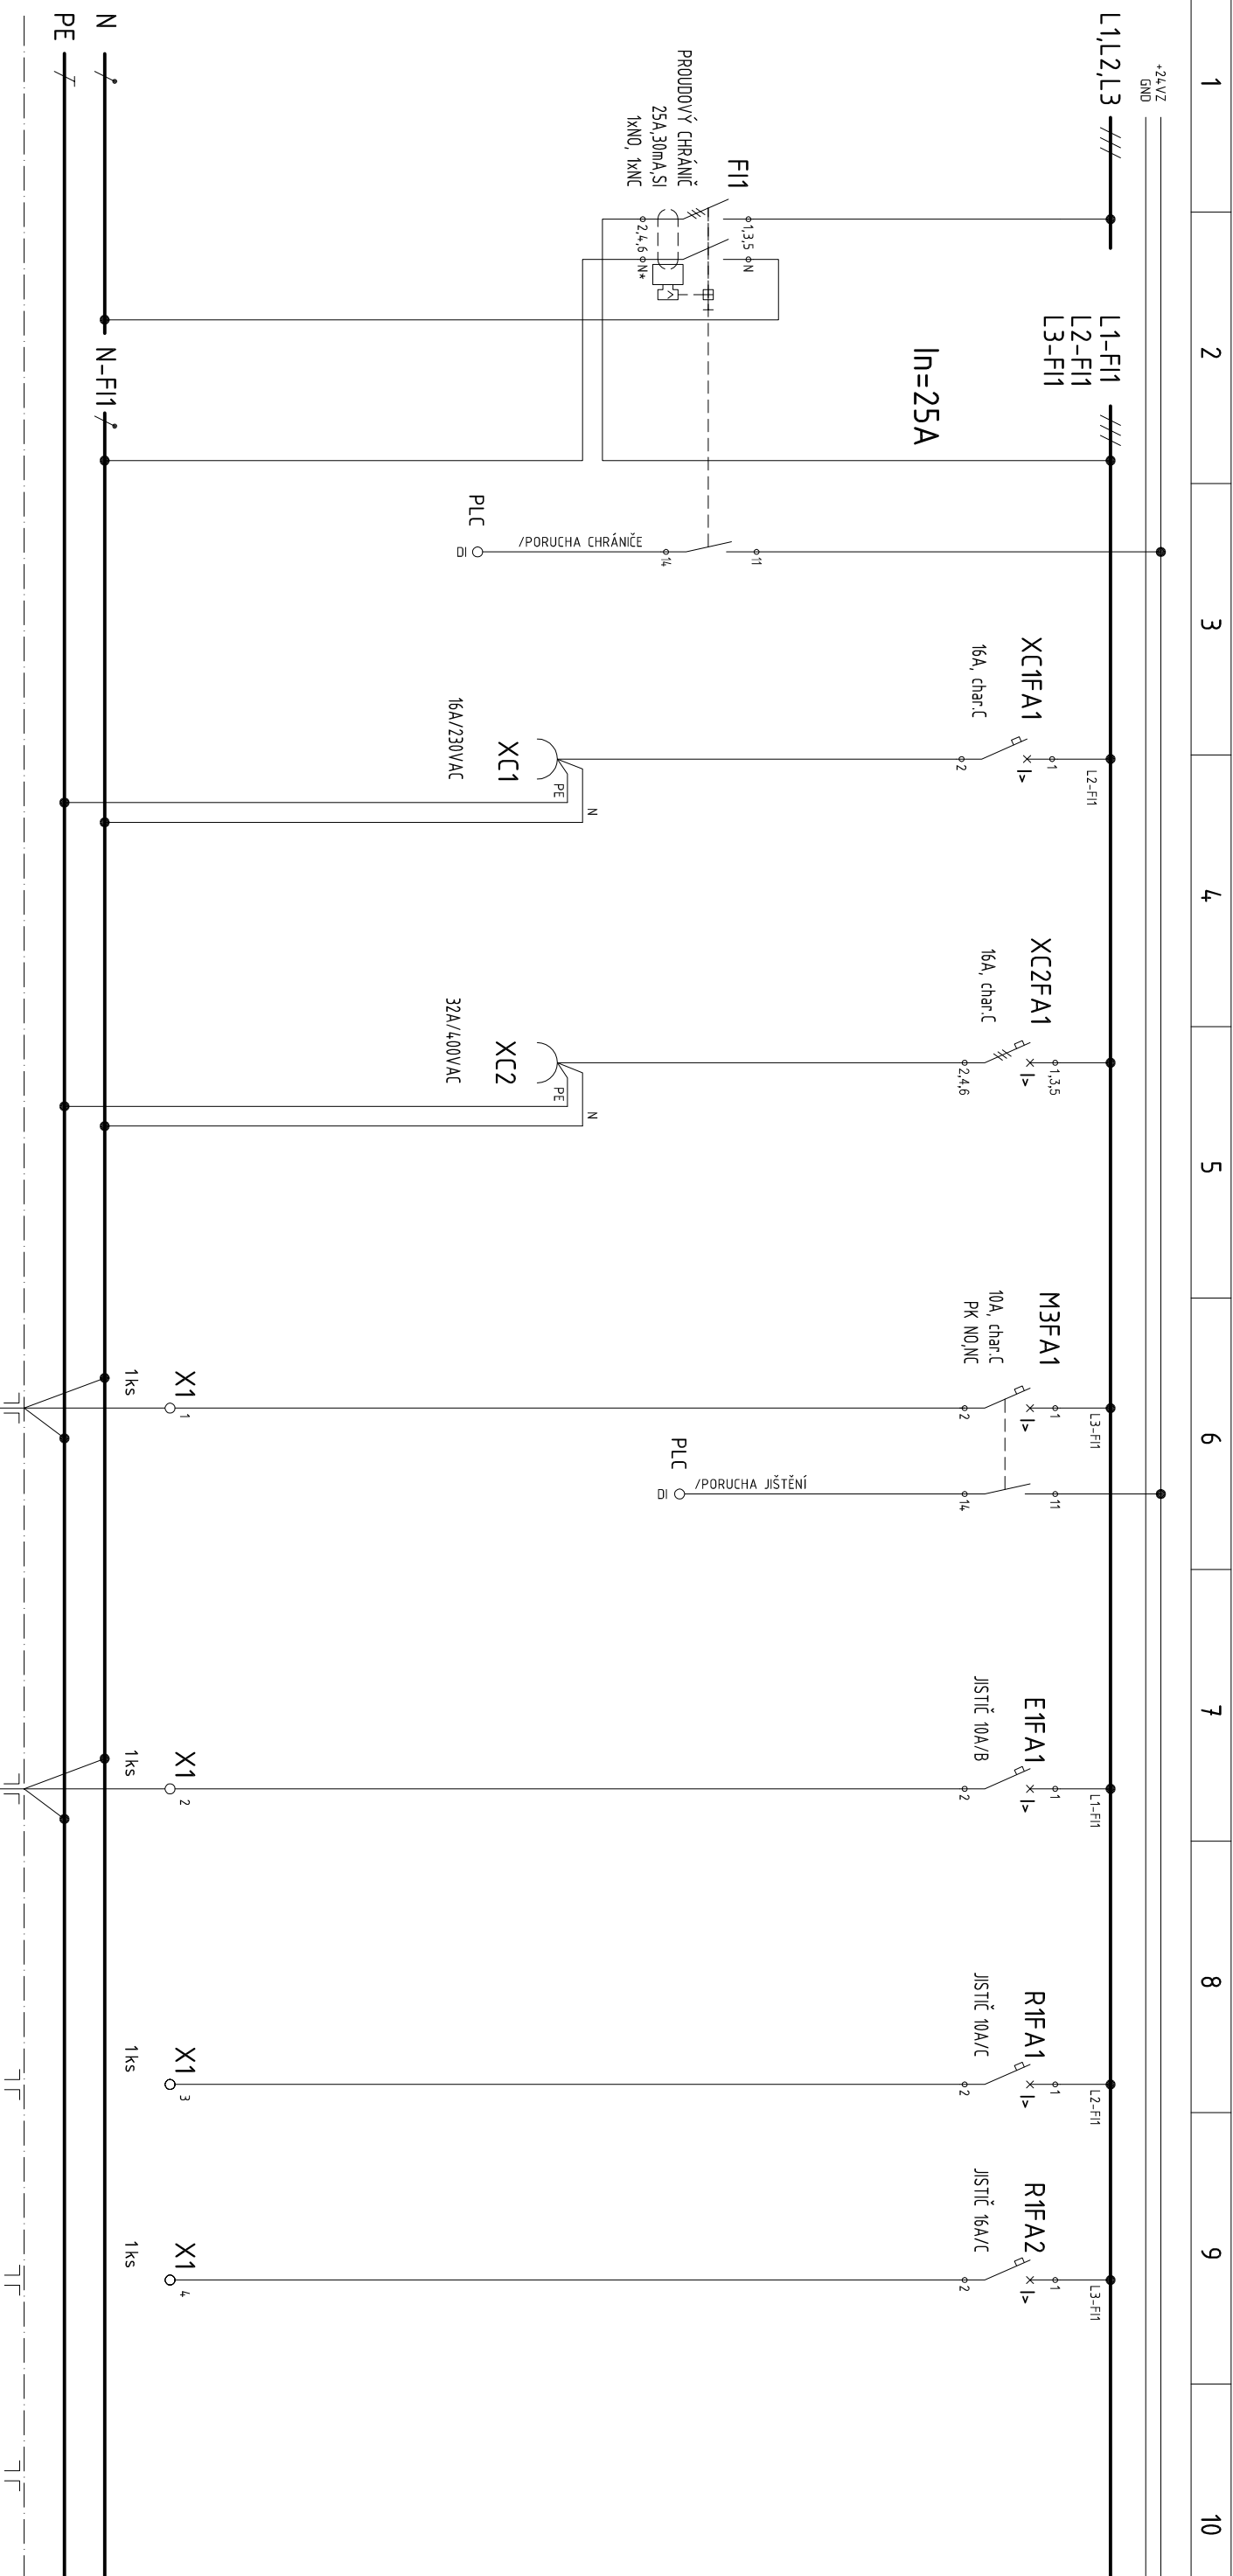 1
2
3
4
5
6
7
8
9
10
+24VZ
GND
L1,L2,L3
L1-FI1
L2-FI1
L3-FI1
In=25A
FI1
PROUDOVÝ CHRÁNIČ
25A,30mA,SI
1xNO, 1xNC
1,3,5
N
2,4,6
N*
11
14
/PORUCHA CHRÁNIČE
PLC
DI
XC1FA1
16A, char.C
L2-FI1
1
I>
2
XC1
16A/230VAC
PE
N
XC2FA1
16A, char.C
1,3,5
I>
2,4,6
XC2
32A/400VAC
PE
N
M3FA1
10A, char.C
PK NO,NC
L3-FI1
1
I>
2
11
14
/PORUCHA JIŠTĚNÍ
PLC
DI
X1
1
1ks
E1FA1
JISTIČ 10A/B
L1-FI1
1
I>
2
X1
2
1ks
R1FA1
JISTIČ 10A/C
L2-FI1
1
I>
2
X1
3
1ks
R1FA2
JISTIČ 16A/C
L3-FI1
1
I>
2
X1
4
1ks
N
N-FI1
PE